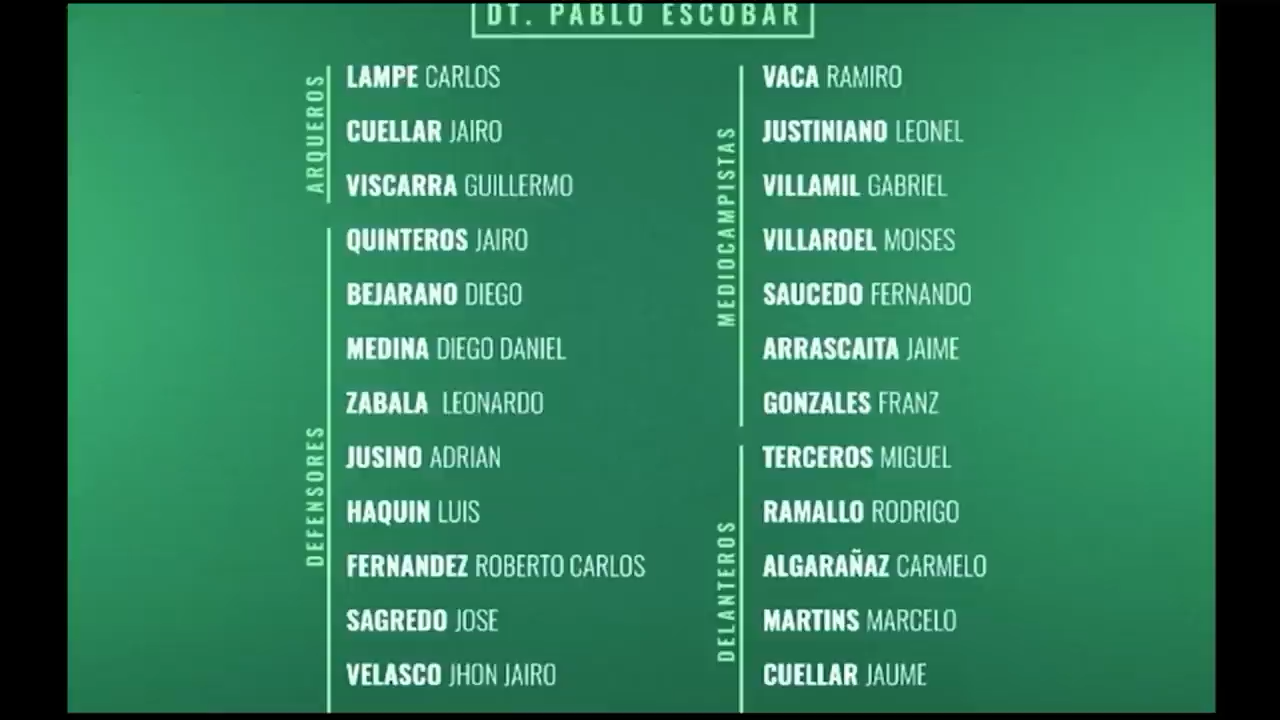 DT. PABLO ESCOBAR
ARQUEROS
LAMPE CARLOS
CUELLAR JAIRO
VISCARRA GUILLERMO
DEFENSORES
QUINTEROS JAIRO
BEJARANO DIEGO
MEDINA DIEGO DANIEL
ZABALA LEONARDO
JUSINO ADRIAN
HAQUIN LUIS
FERNANDEZ ROBERTO CARLOS
SAGREDO JOSE
VELASCO JHON JAIRO
MEDIOCAMPISTAS
VACA RAMIRO
JUSTINIANO LEONEL
VILLAMIL GABRIEL
VILLAROEL MOISES
SAUCEDO FERNANDO
ARRASCAITA JAIME
GONZALES FRANZ
DELANTEROS
TERCEROS MIGUEL
RAMALLO RODRIGO
ALGARAÑAZ CARMELO
MARTINS MARCELO
CUELLAR JAUME